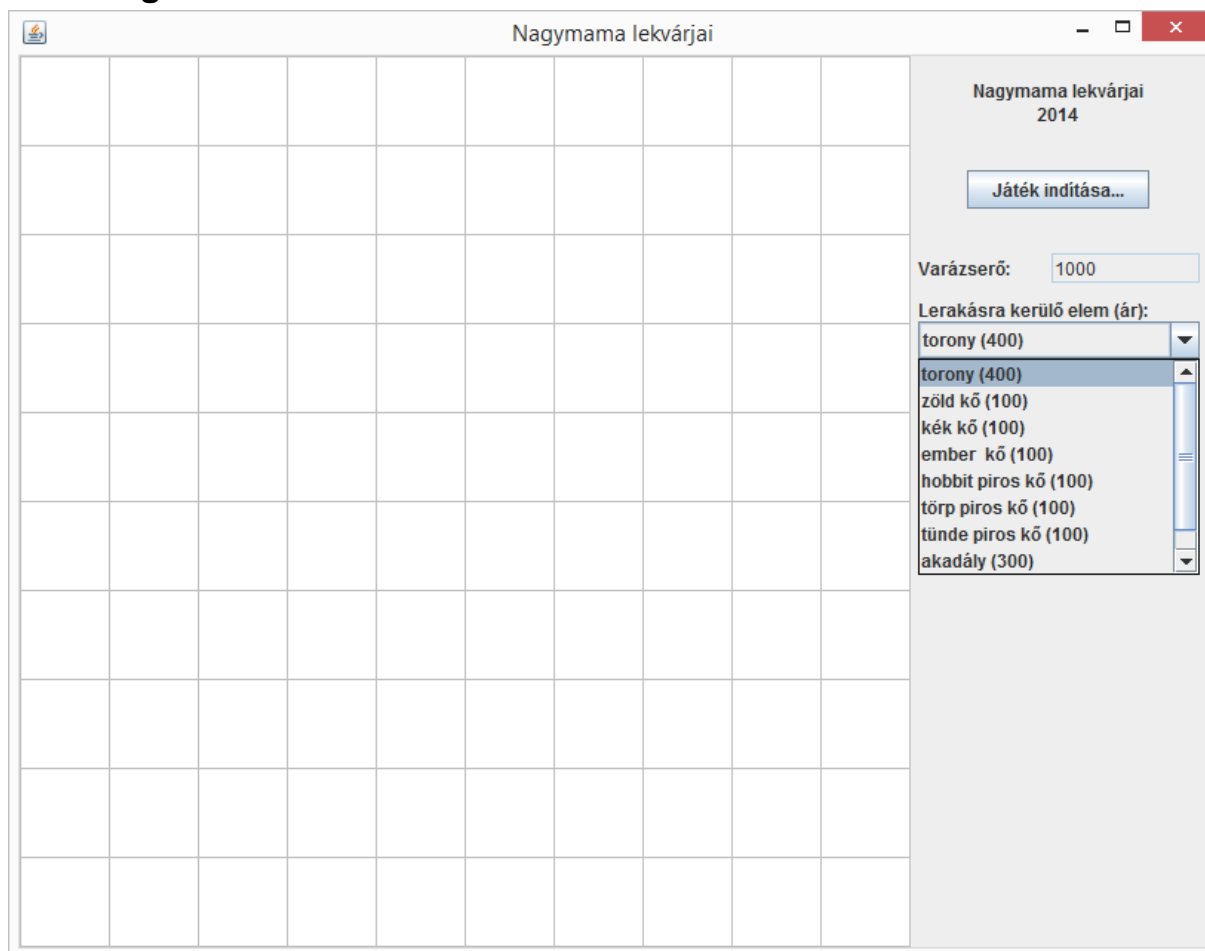 Nagymama lekvárjai
Nagymama lekvárjai
2014
Játék indítása...
Varázserő: 1000
Lerakásra kerülő elem (ár):
torony (400)
torony (400)
zöld kő (100)
kék kő (100)
ember  kő (100)
hobbit piros kő (100)
törp piros kő (100)
tünde piros kő (100)
akadály (300)